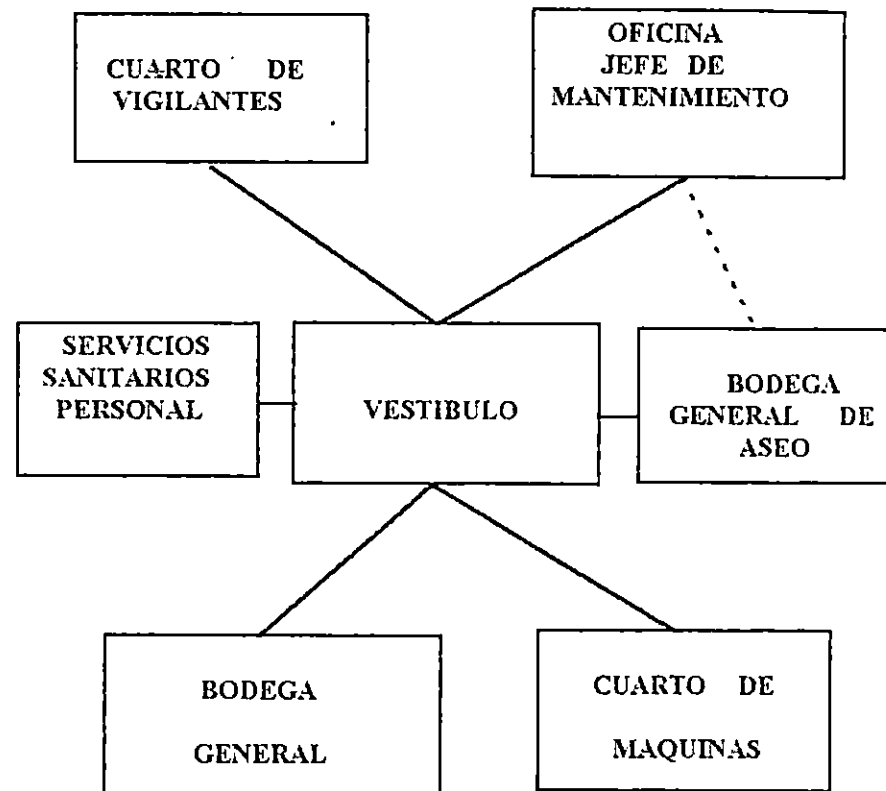 CUARTO DE
VIGILANTES
OFICINA
JEFE DE
MANTENIMIENTO
SERVICIOS
SANITARIOS
PERSONAL
VESTIBULO
BODEGA
GENERAL DE
ASEO
BODEGA
GENERAL
CUARTO DE
MAQUINAS